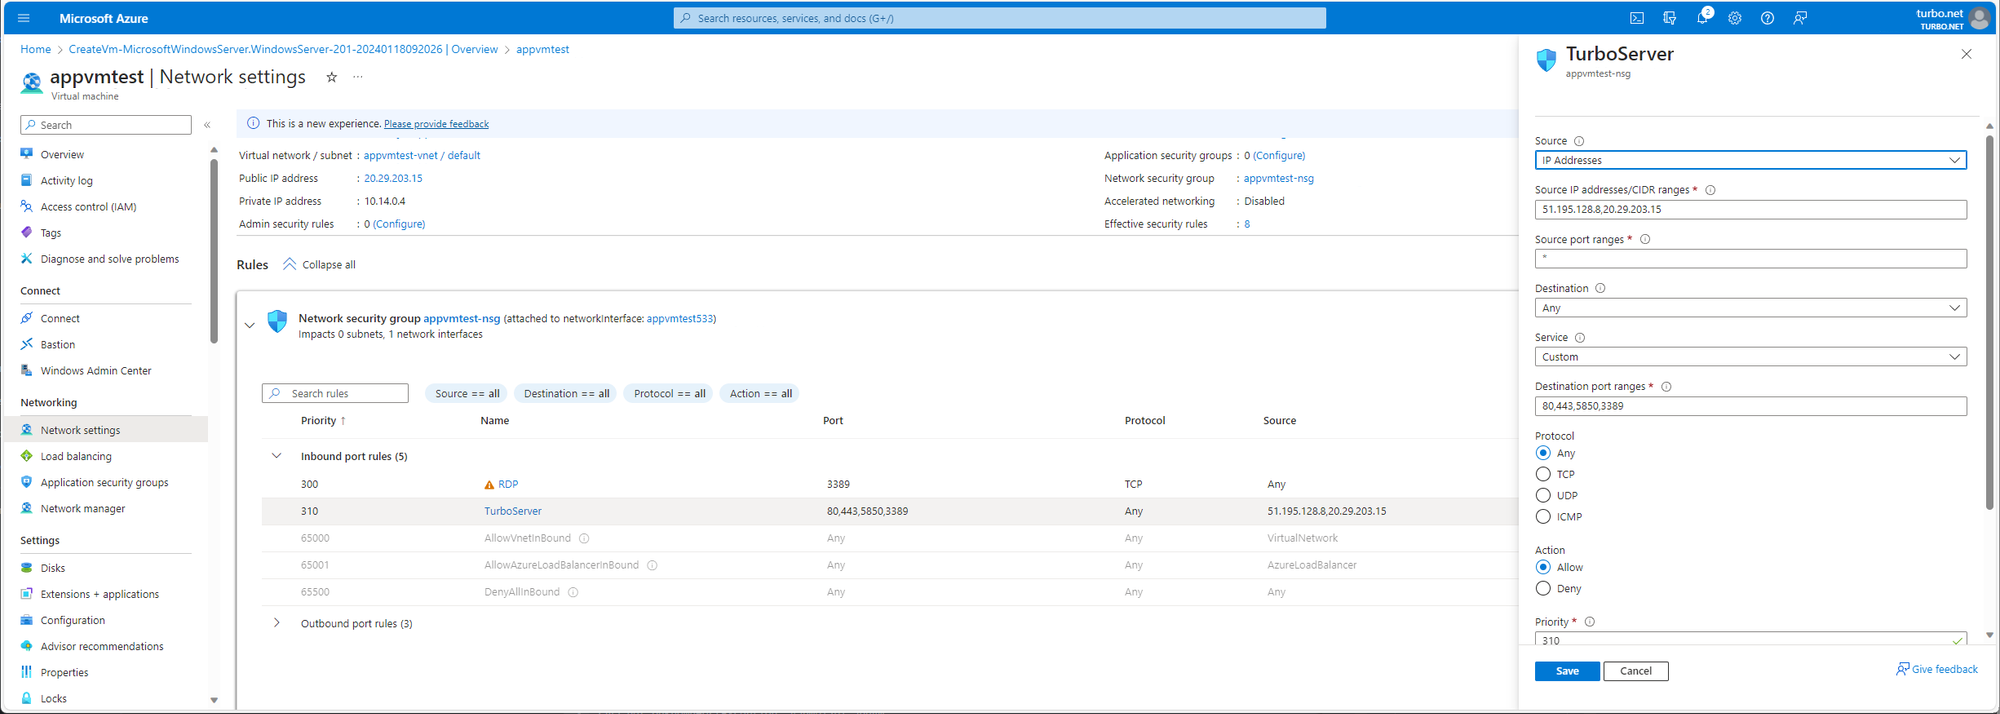 Microsoft Azure
Search resources, services, and docs (G+/)
2
turbo.net
TURBO.NET
Home > CreateVm-MicrosoftWindowsServer.WindowsServer-201-20240118092026 | Overview > appvmtest
appvmtest | Network settings
Virtual machine
Search
Overview
Activity log
Access control (IAM)
Tags
Diagnose and solve problems
Connect
Connect
Bastion
Windows Admin Center
Networking
Network settings
Load balancing
Application security groups
Network manager
Settings
Disks
Extensions + applications
Configuration
Advisor recommendations
Properties
Locks
This is a new experience. Please provide feedback
Virtual network / subnet : appvmtest-vnet / default
Public IP address : 20.29.203.15
Private IP address : 10.14.0.4
Admin security rules : 0 (Configure)
Application security groups : 0 (Configure)
Network security group : appvmtest-nsg
Accelerated networking : Disabled
Effective security rules : 8
Rules Collapse all
Network security group appvmtest-nsg (attached to networkInterface: appvmtest533)
Impacts 0 subnets, 1 network interfaces
Search rules Source == all Destination == all Protocol == all Action == all
Priority ↑ Name Port Protocol Source
Inbound port rules (5)
300 RDP 3389 TCP Any
310 TurboServer 80,443,5850,3389 Any 51.195.128.8,20.29.203.15
65000 AllowVnetInBound Any Any VirtualNetwork
65001 AllowAzureLoadBalancerInBound Any Any AzureLoadBalancer
65500 DenyAllInBound Any Any Any
Outbound port rules (3)
TurboServer
appvmtest-nsg
Source
IP Addresses
Source IP addresses/CIDR ranges *
51.195.128.8,20.29.203.15
Source port ranges *
*
Destination
Any
Service
Custom
Destination port ranges *
80,443,5850,3389
Protocol
Any
TCP
UDP
ICMP
Action
Allow
Deny
Priority *
310
Save Cancel Give feedback